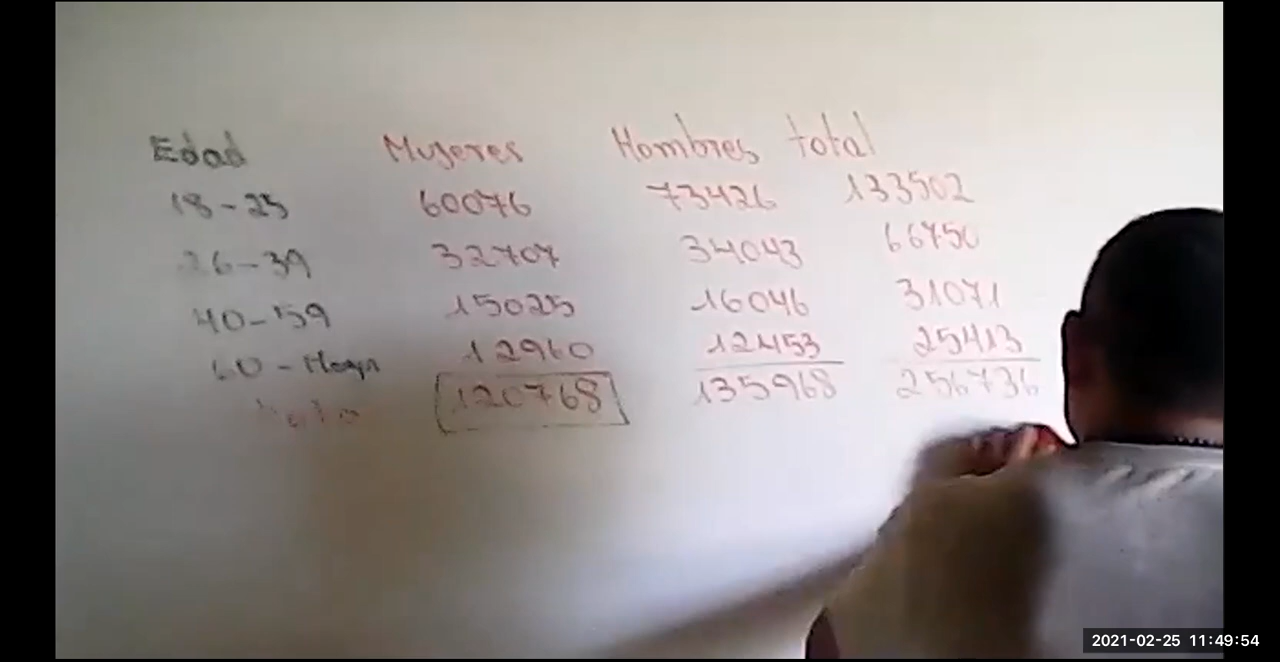 Edad Mujeres Hombres total
18-25 60076 73426 133502
26-39 32707 34043 66750
40-59 15025 16046 31071
60- 12960 12453 25413
120768 135968 256736
2021-02-25 11:49:54